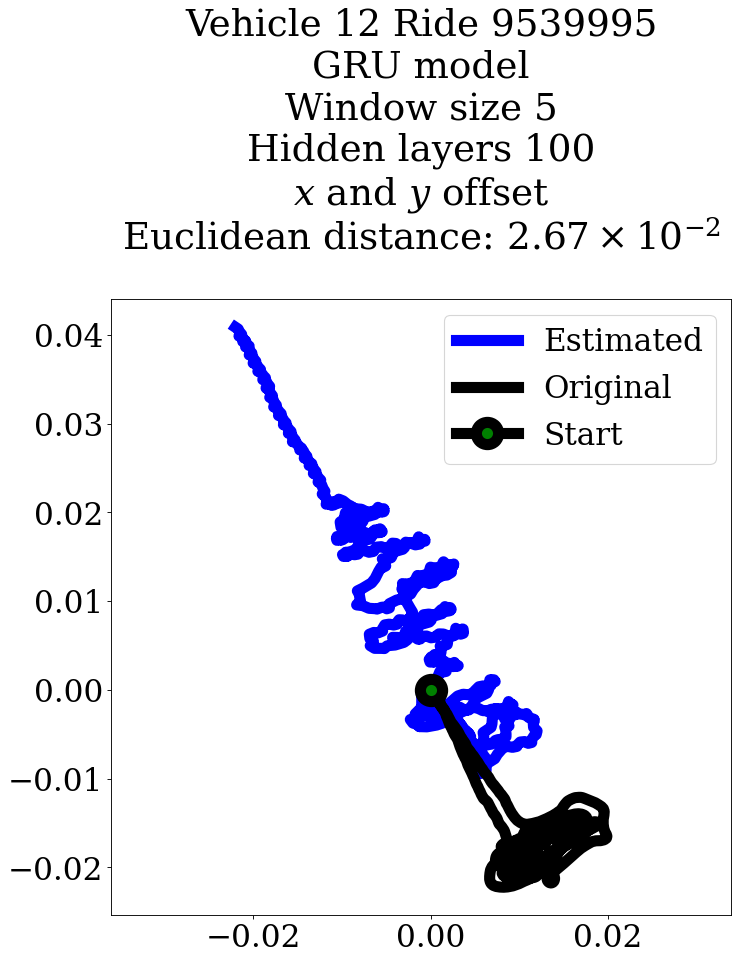 Vehicle 12 Ride 9539995
GRU model
Window size 5
Hidden layers 100
x and y offset
Euclidean distance: 2.67 × 10⁻²
Estimated
Original
Start
0.04
0.03
0.02
0.01
0.00
−0.01
−0.02
−0.02 0.00 0.02